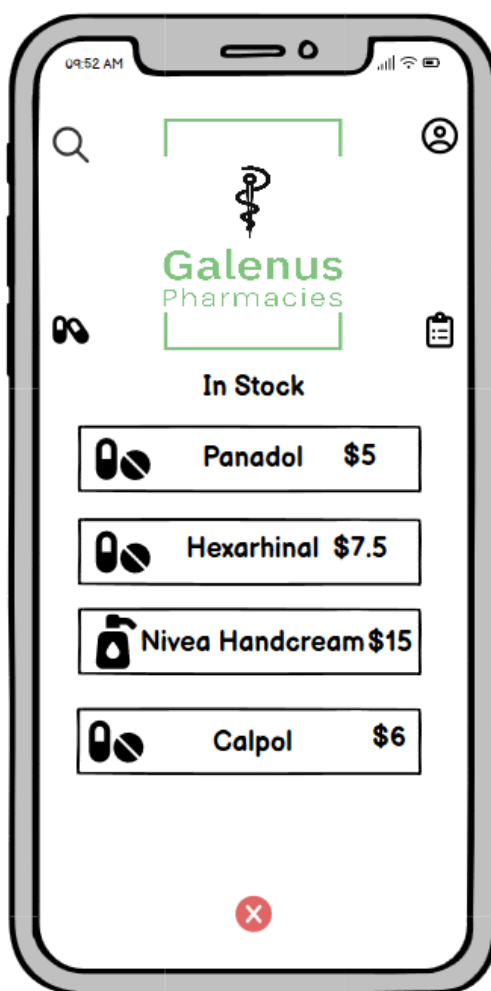 09:52 AM
Galenus
Pharmacies
In Stock
Panadol $5
Hexarhinal $7.5
Nivea Handcream $15
Calpol $6